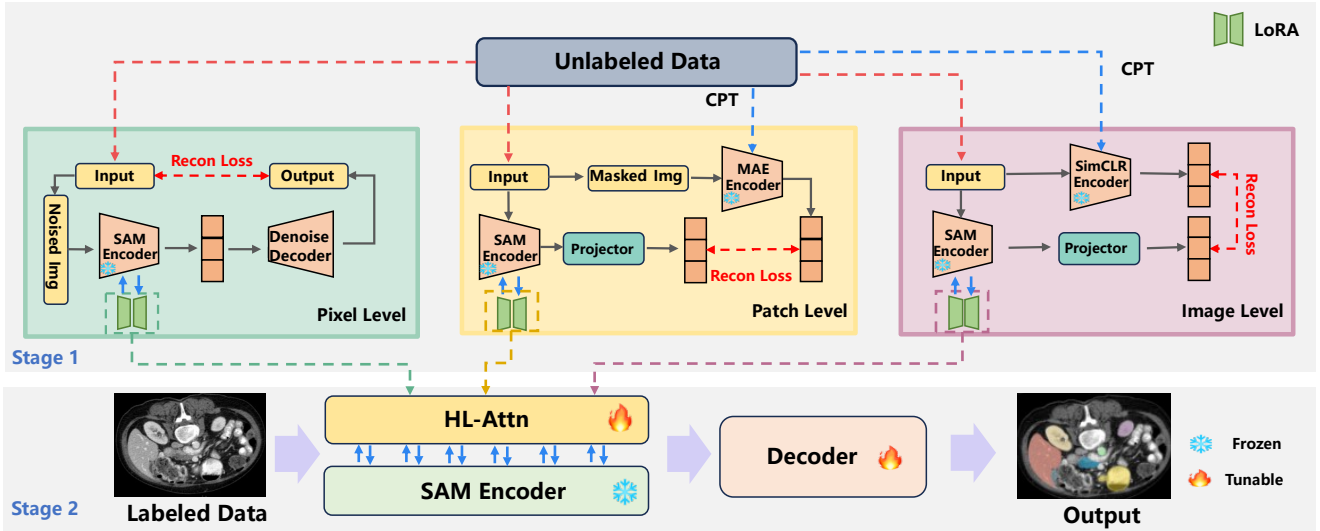 LoRA
Unlabeled Data
CPT
CPT
Input
Recon Loss
Output
Noised Img
SAM
Encoder
Denoise
Decoder
Pixel Level
Input
Masked Img
MAE
Encoder
SAM
Encoder
Projector
Recon Loss
Patch Level
Input
SimCLR
Encoder
SAM
Encoder
Projector
Recon Loss
Image Level
Stage 1
HL-Attn
SAM Encoder
Decoder
Frozen
Tunable
Stage 2
Labeled Data
Output